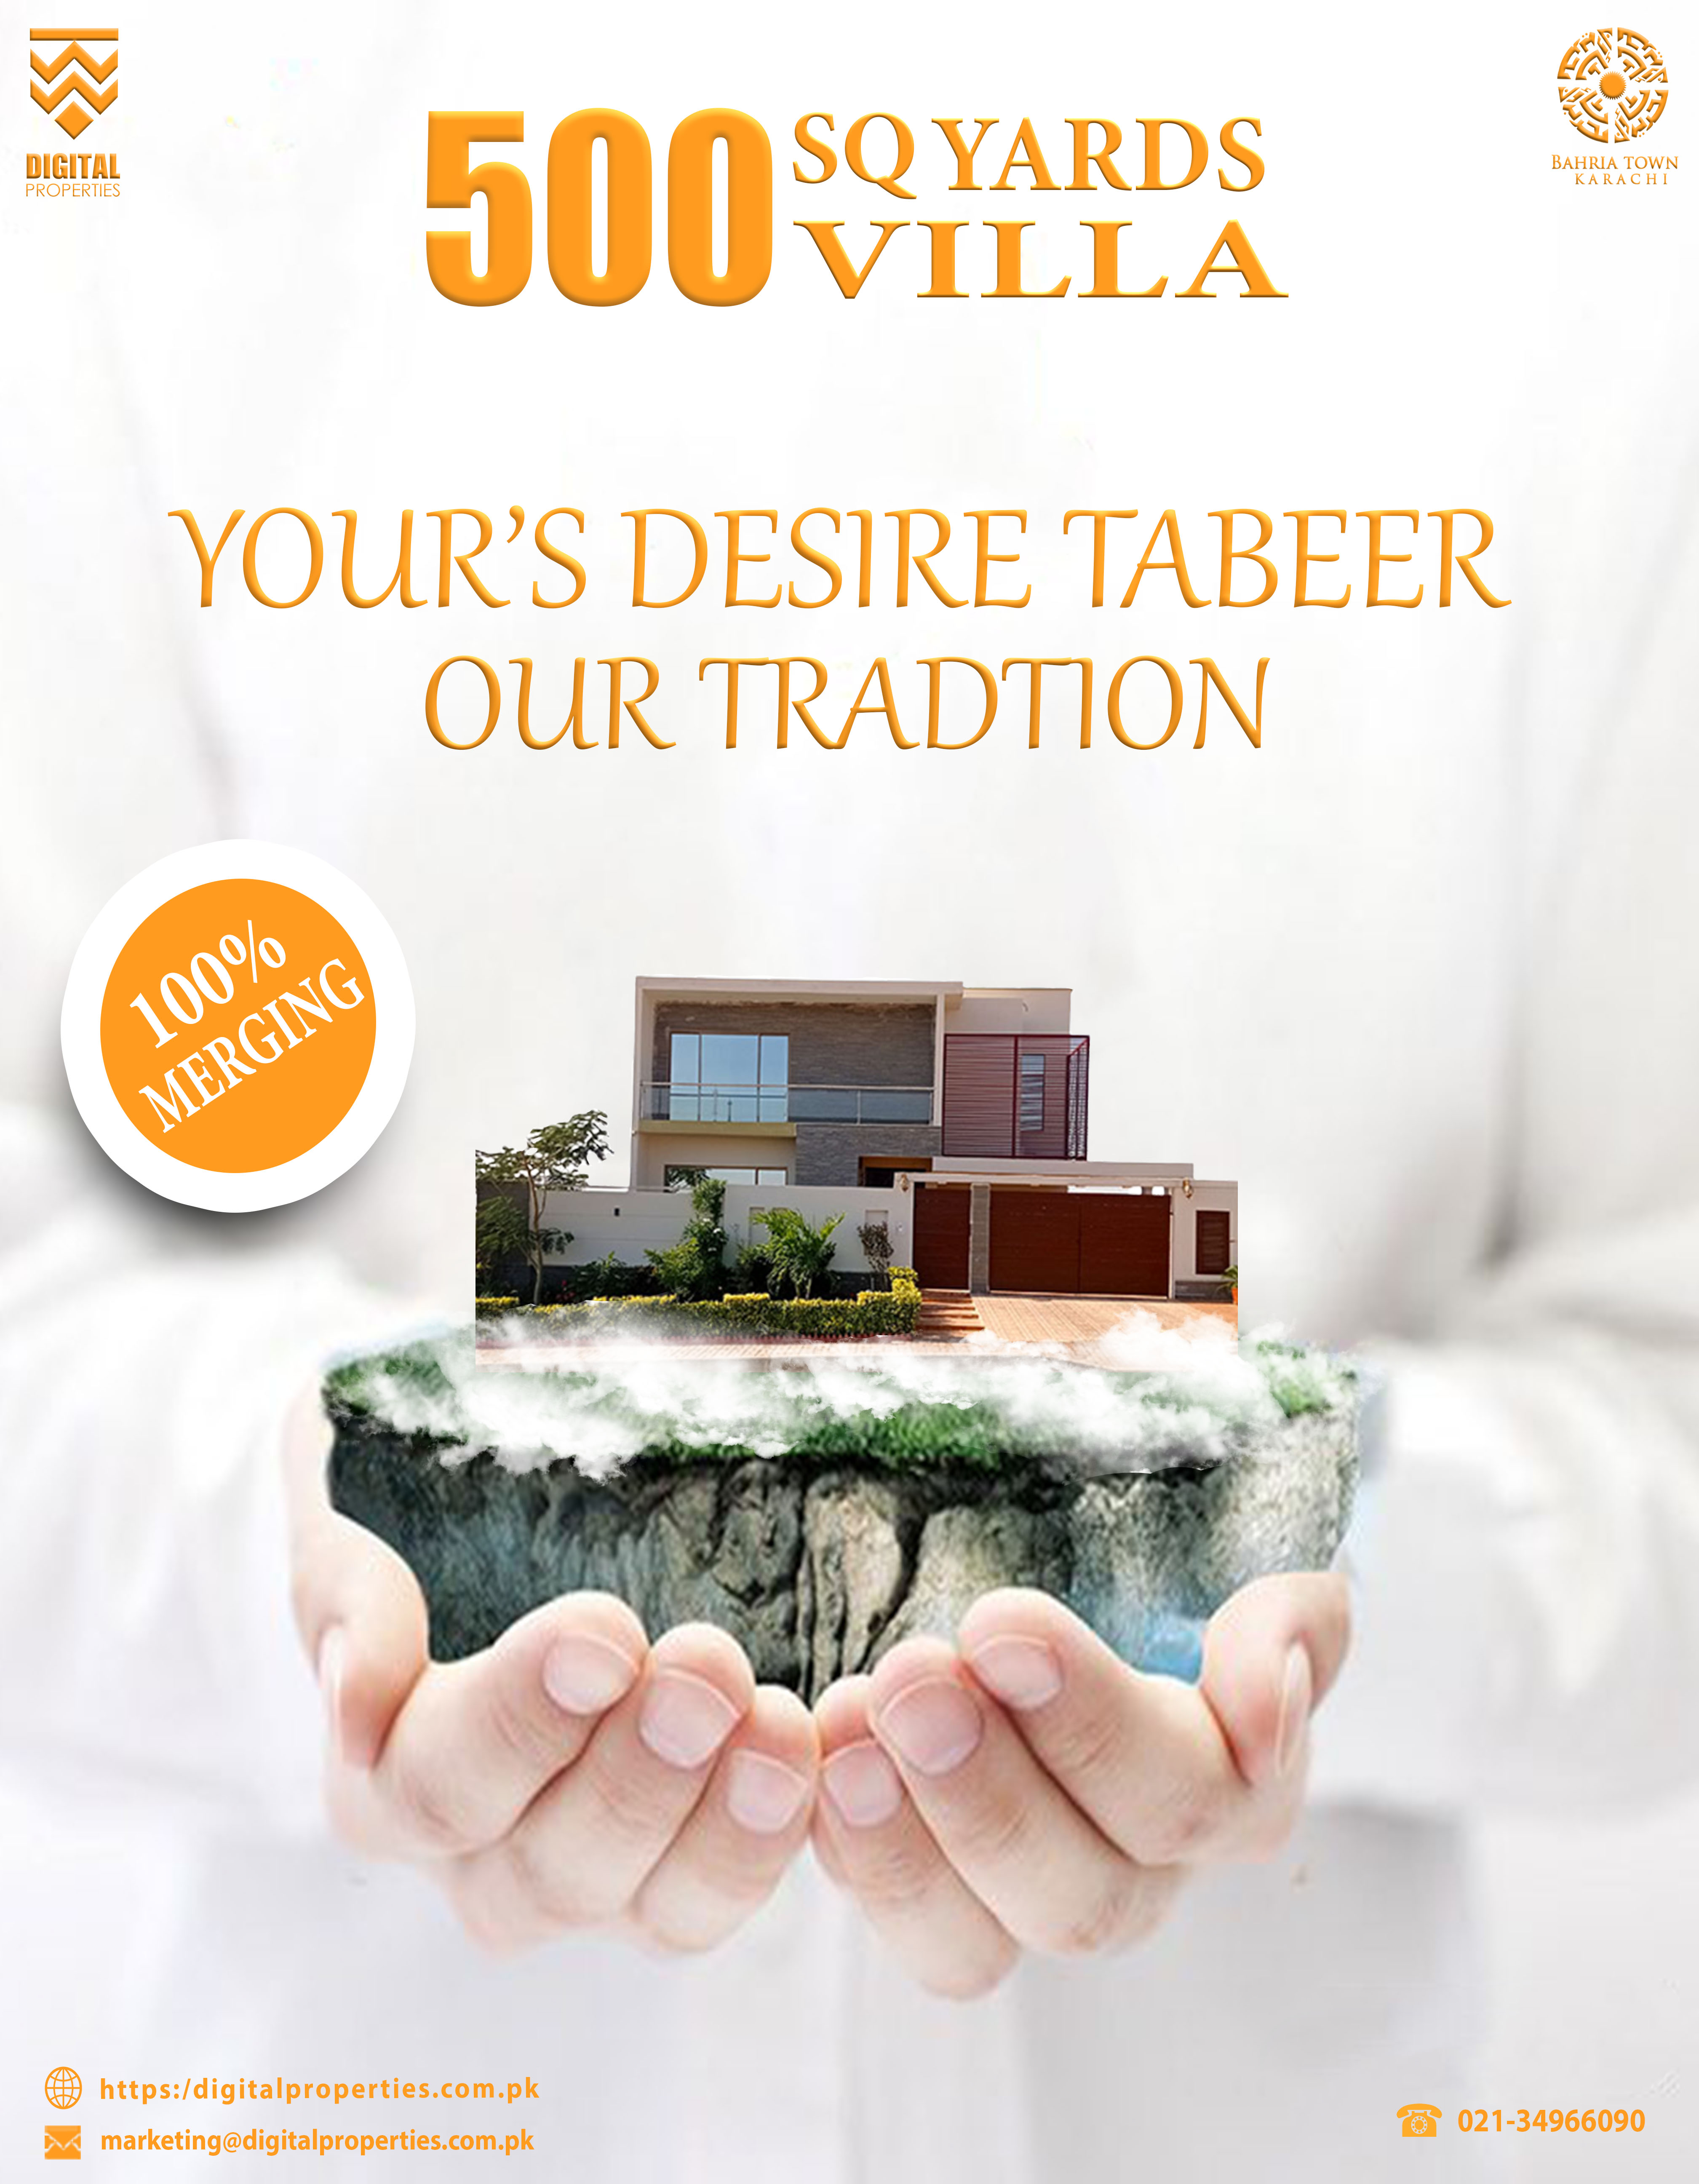 DIGITAL
PROPERTIES
BAHRIA TOWN
KARACHI
500 SQ YARDS
VILLA
YOUR'S DESIRE TABEER
OUR TRADTION
100%
MERGING
https:/digitalproperties.com.pk
marketing@digitalproperties.com.pk
021-34966090